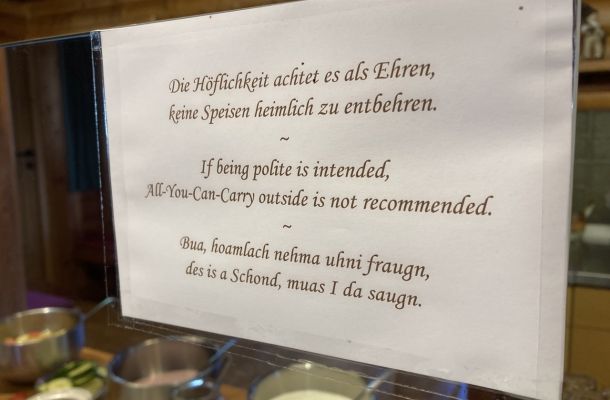 Die Höflichkeit achtet es als Ehren,
keine Speisen heimlich zu entbehren.
~
If being polite is intended,
All-You-Can-Carry outside is not recommended.
~
Bua, hoamlach nehma uhni fraugn,
des is a Schond, muas I da saugn.